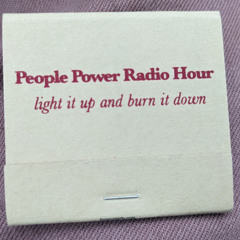 People Power Radio Hour
light it up and burn it down